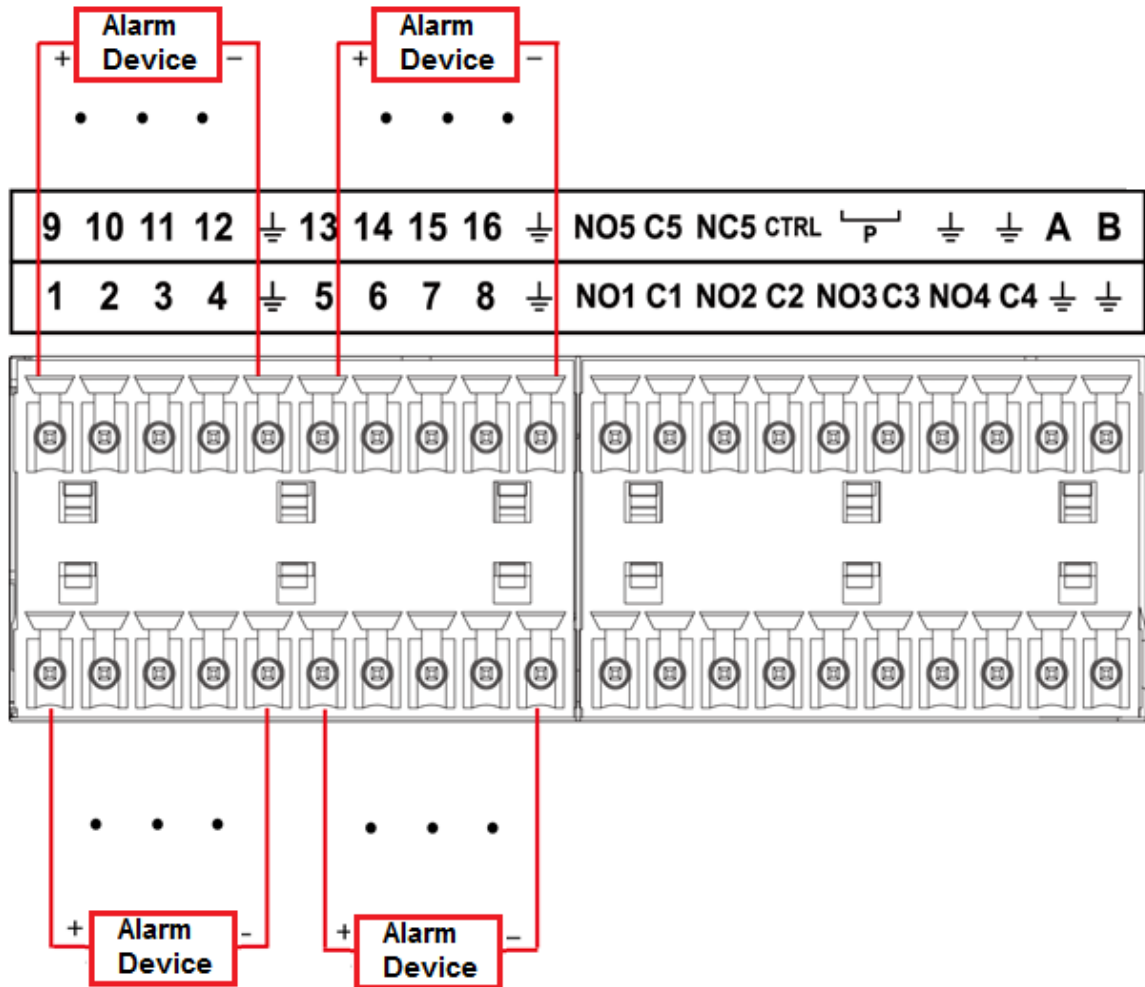 Alarm Alarm
+ Device − + Device −
9 10 11 12 ⏚ 13 14 15 16 ⏚ NO5 C5 NC5 CTRL P ⏚ ⏚ A B
1 2 3 4 ⏚ 5 6 7 8 ⏚ NO1 C1 NO2 C2 NO3 C3 NO4 C4 ⏚ ⏚
+ Alarm - + Alarm −
Device Device